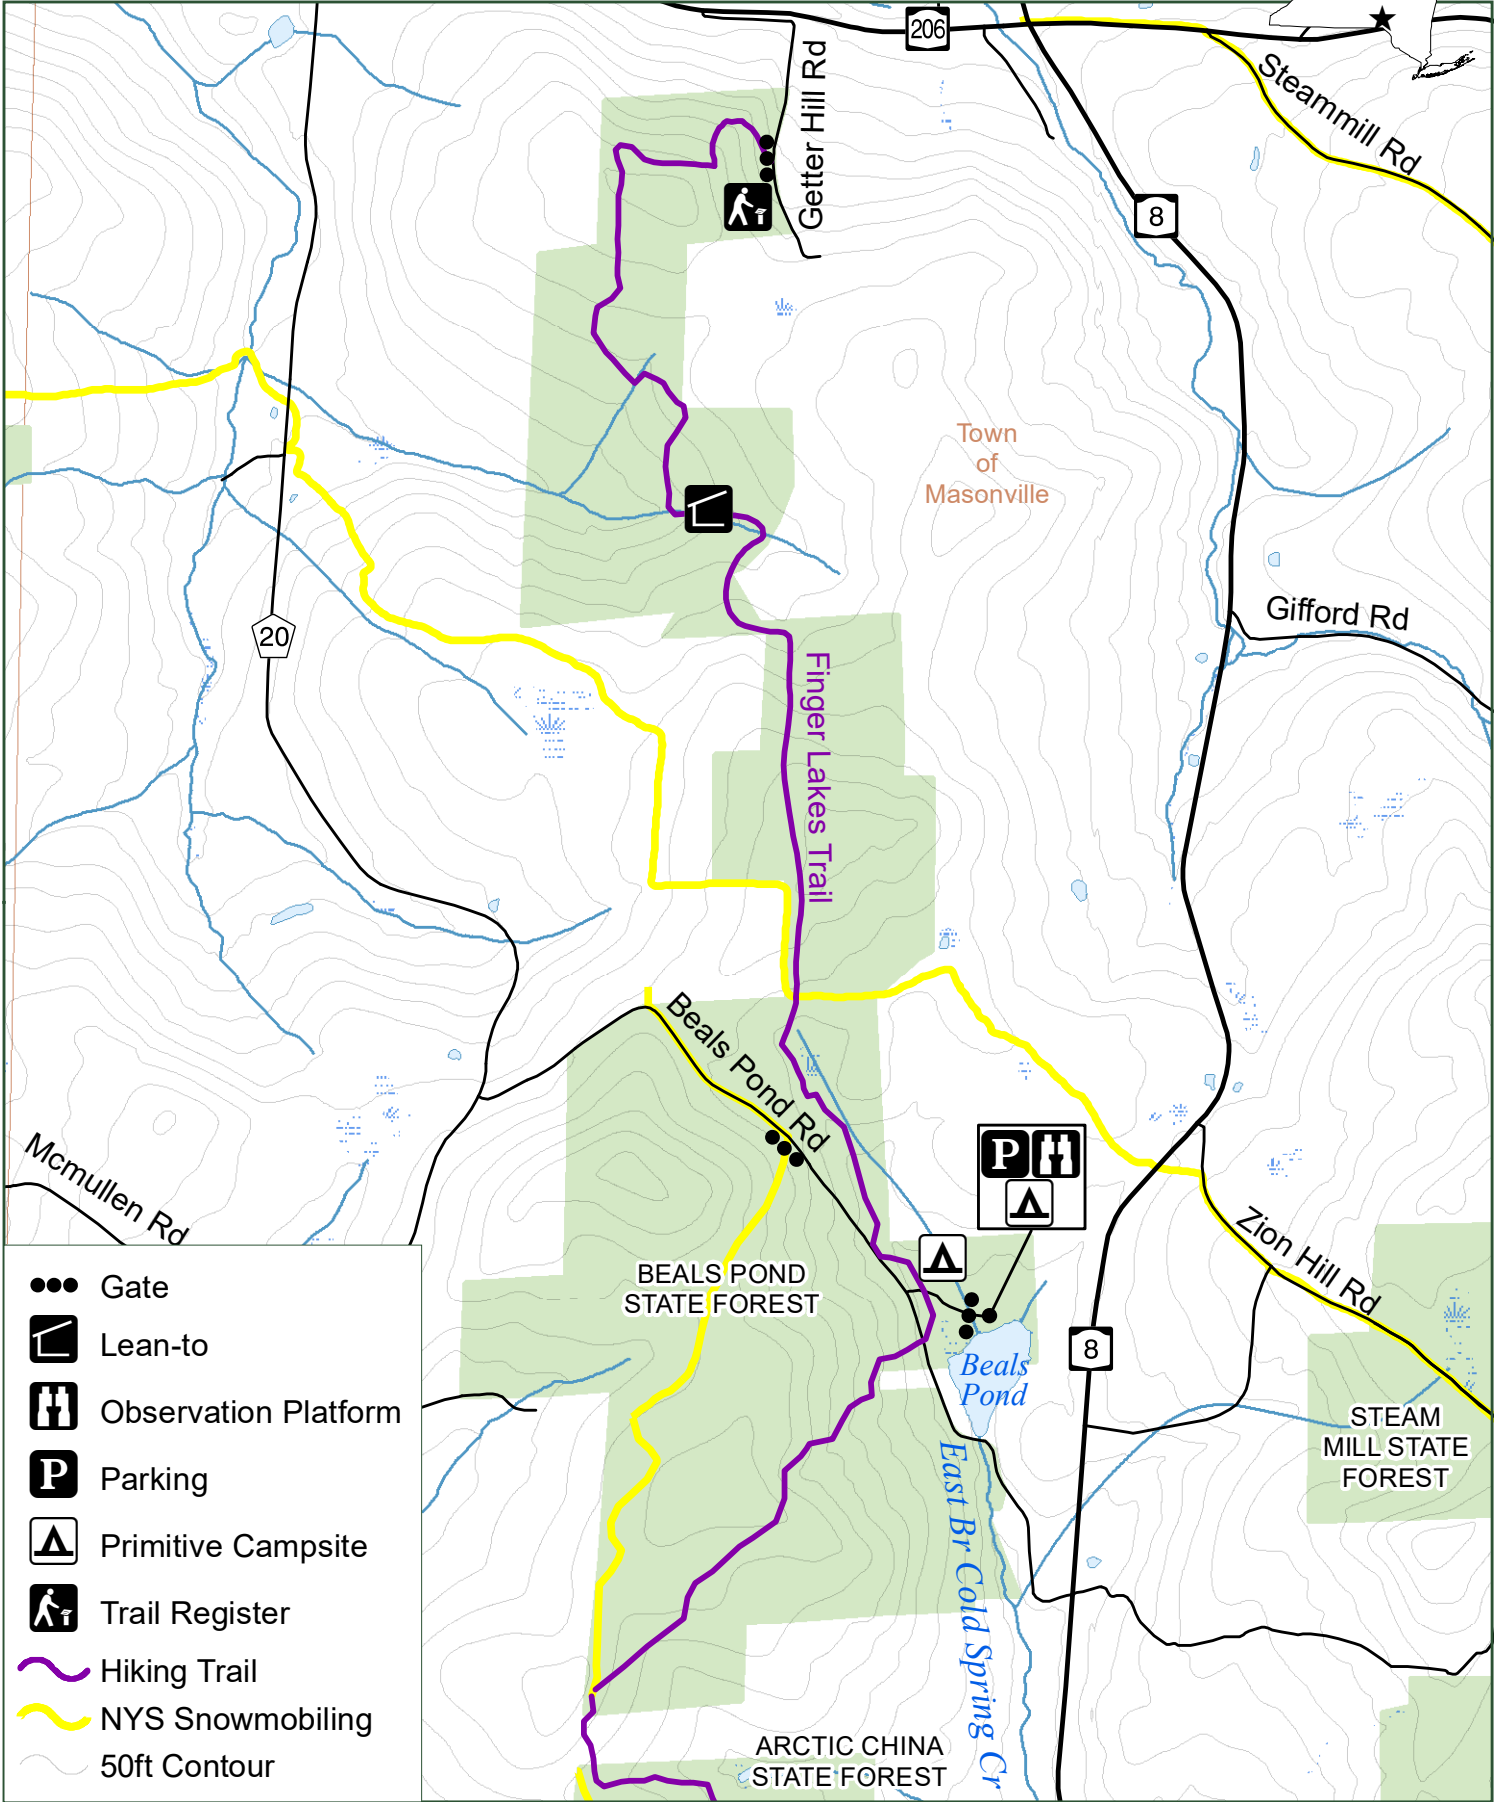 206
Getter Hill Rd
Steammill Rd
8
Town
of
Masonville
Gifford Rd
20
Finger Lakes Trail
Beals Pond Rd
Mcmullen Rd
P
Zion Hill Rd
BEALS POND
STATE FOREST
8
Beals
Pond
STEAM
MILL STATE
FOREST
East Br Cold Spring Cr
ARCTIC CHINA
STATE FOREST
Gate
Lean-to
Observation Platform
P Parking
Primitive Campsite
Trail Register
Hiking Trail
NYS Snowmobiling
50ft Contour